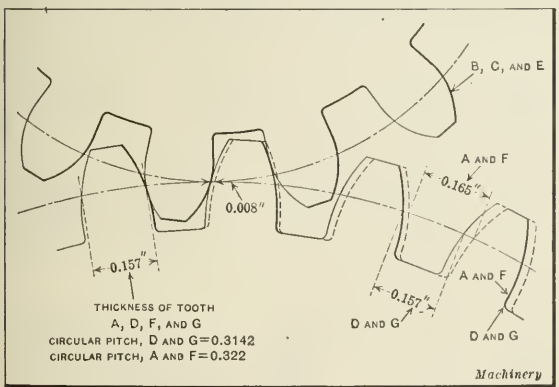 B, C, AND E
A AND F
0.165"
0.008"
0.157"
0.157"
A AND F
D AND G
D AND G
THICKNESS OF TOOTH
A, D, F, AND G
CIRCULAR PITCH, D AND G=0.3142
CIRCULAR PITCH, A AND F=0.322
Machinery